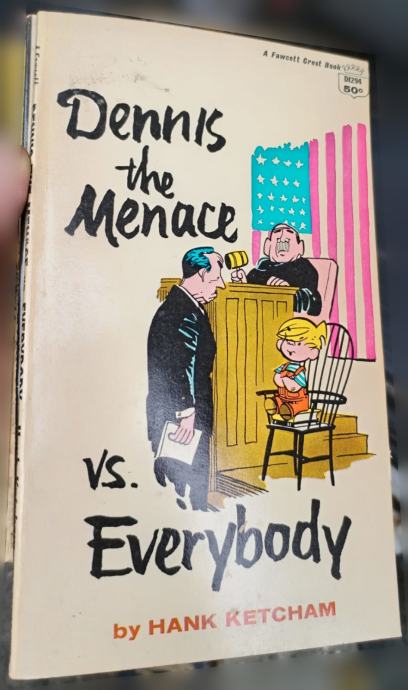 A Fawcett Crest Book
D1294
50¢
Dennis
the
Menace
vs.
Everybody
by HANK KETCHAM